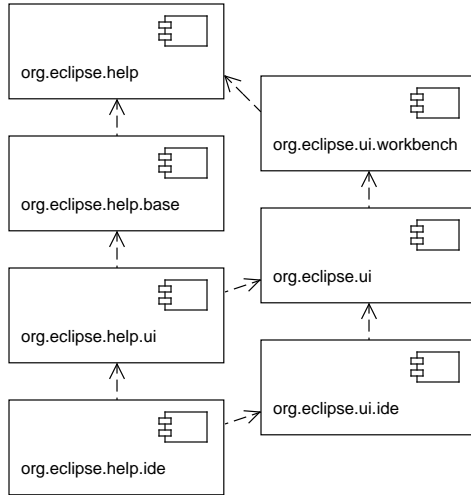 org.eclipse.help
org.eclipse.ui.workbench
org.eclipse.help.base
org.eclipse.ui
org.eclipse.help.ui
org.eclipse.ui.ide
org.eclipse.help.ide